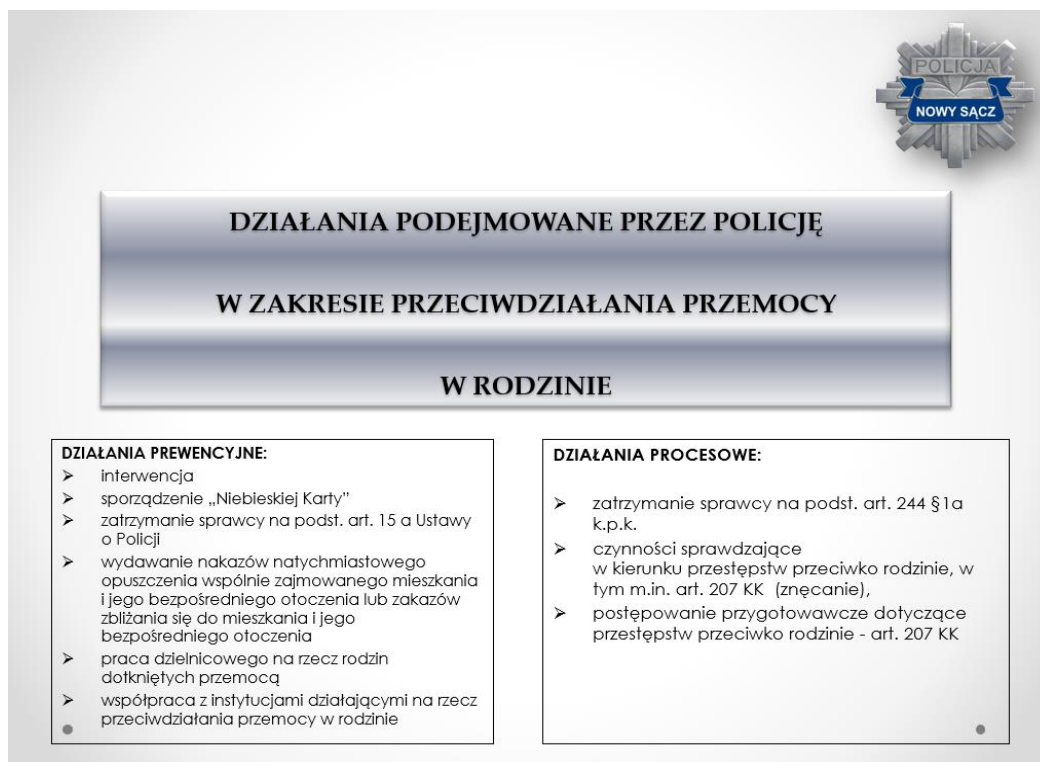 POLICJA
NOWY SĄCZ
DZIAŁANIA PODEJMOWANE PRZEZ POLICJĘ
W ZAKRESIE PRZECIWDZIAŁANIA PRZEMOCY
W RODZINIE
DZIAŁANIA PREWENCYJNE:
➢ interwencja
➢ sporządzenie „Niebieskiej Karty”
➢ zatrzymanie sprawcy na podst. art. 15 a Ustawy
o Policji
➢ wydawanie nakazów natychmiastowego
opuszczenia wspólnie zajmowanego mieszkania
i jego bezpośredniego otoczenia lub zakazów
zbliżania się do mieszkania i jego
bezpośredniego otoczenia
➢ praca dzielnicowego na rzecz rodzin
dotkniętych przemocą
➢ współpraca z instytucjami działającymi na rzecz
przeciwdziałania przemocy w rodzinie
DZIAŁANIA PROCESOWE:
➢ zatrzymanie sprawcy na podst. art. 244 §1a
k.p.k.
➢ czynności sprawdzające
w kierunku przestępstw przeciwko rodzinie, w
tym m.in. art. 207 KK (znęcanie),
➢ postępowanie przygotowawcze dotyczące
przestępstw przeciwko rodzinie - art. 207 KK